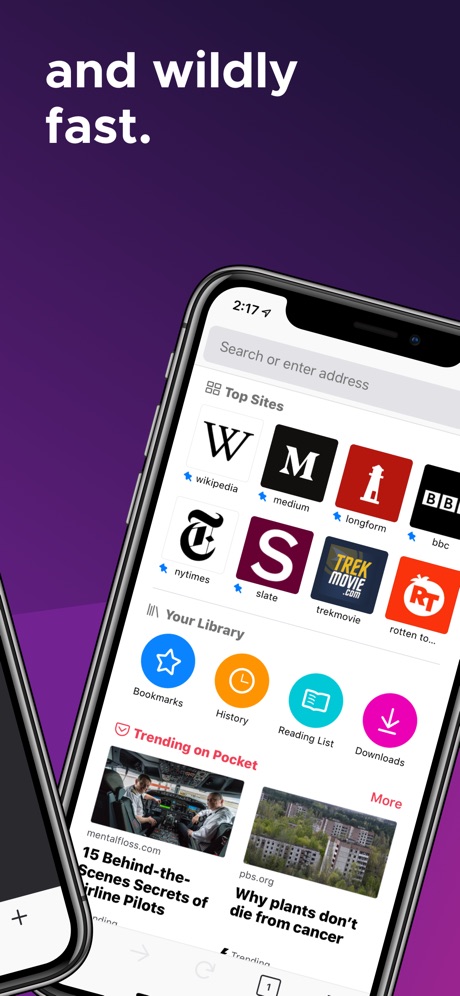 and wildly
fast.
2:17
Search or enter address
Top Sites
W
M
BB
wikipedia
medium
longform
bbc
T
S
TREK
MOVIE
.com
RT
nytimes
slate
trekmovie
rotten to...
Your Library
Bookmarks
History
Reading List
Downloads
Trending on Pocket
More
mentalfloss.com
15 Behind-the-
Scenes Secrets of
Airline Pilots
pbs.org
Why plants don't
die from cancer
Trending
1